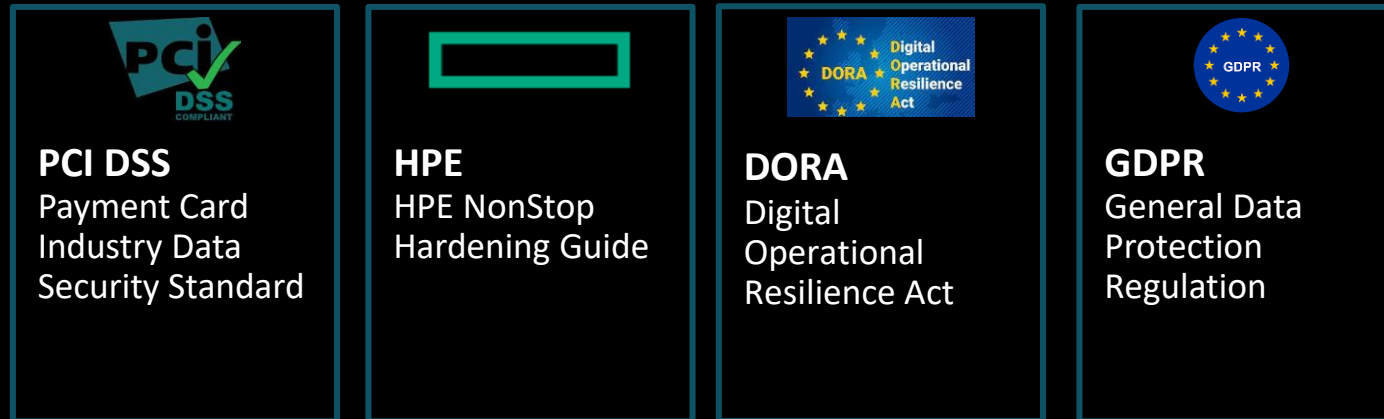 PCI
DSS
COMPLIANT
PCI DSS
Payment Card
Industry Data
Security Standard
HPE
HPE NonStop
Hardening Guide
DORA
Digital
Operational
Resilience
Act
DORA
Digital
Operational
Resilience Act
GDPR
GDPR
General Data
Protection
Regulation